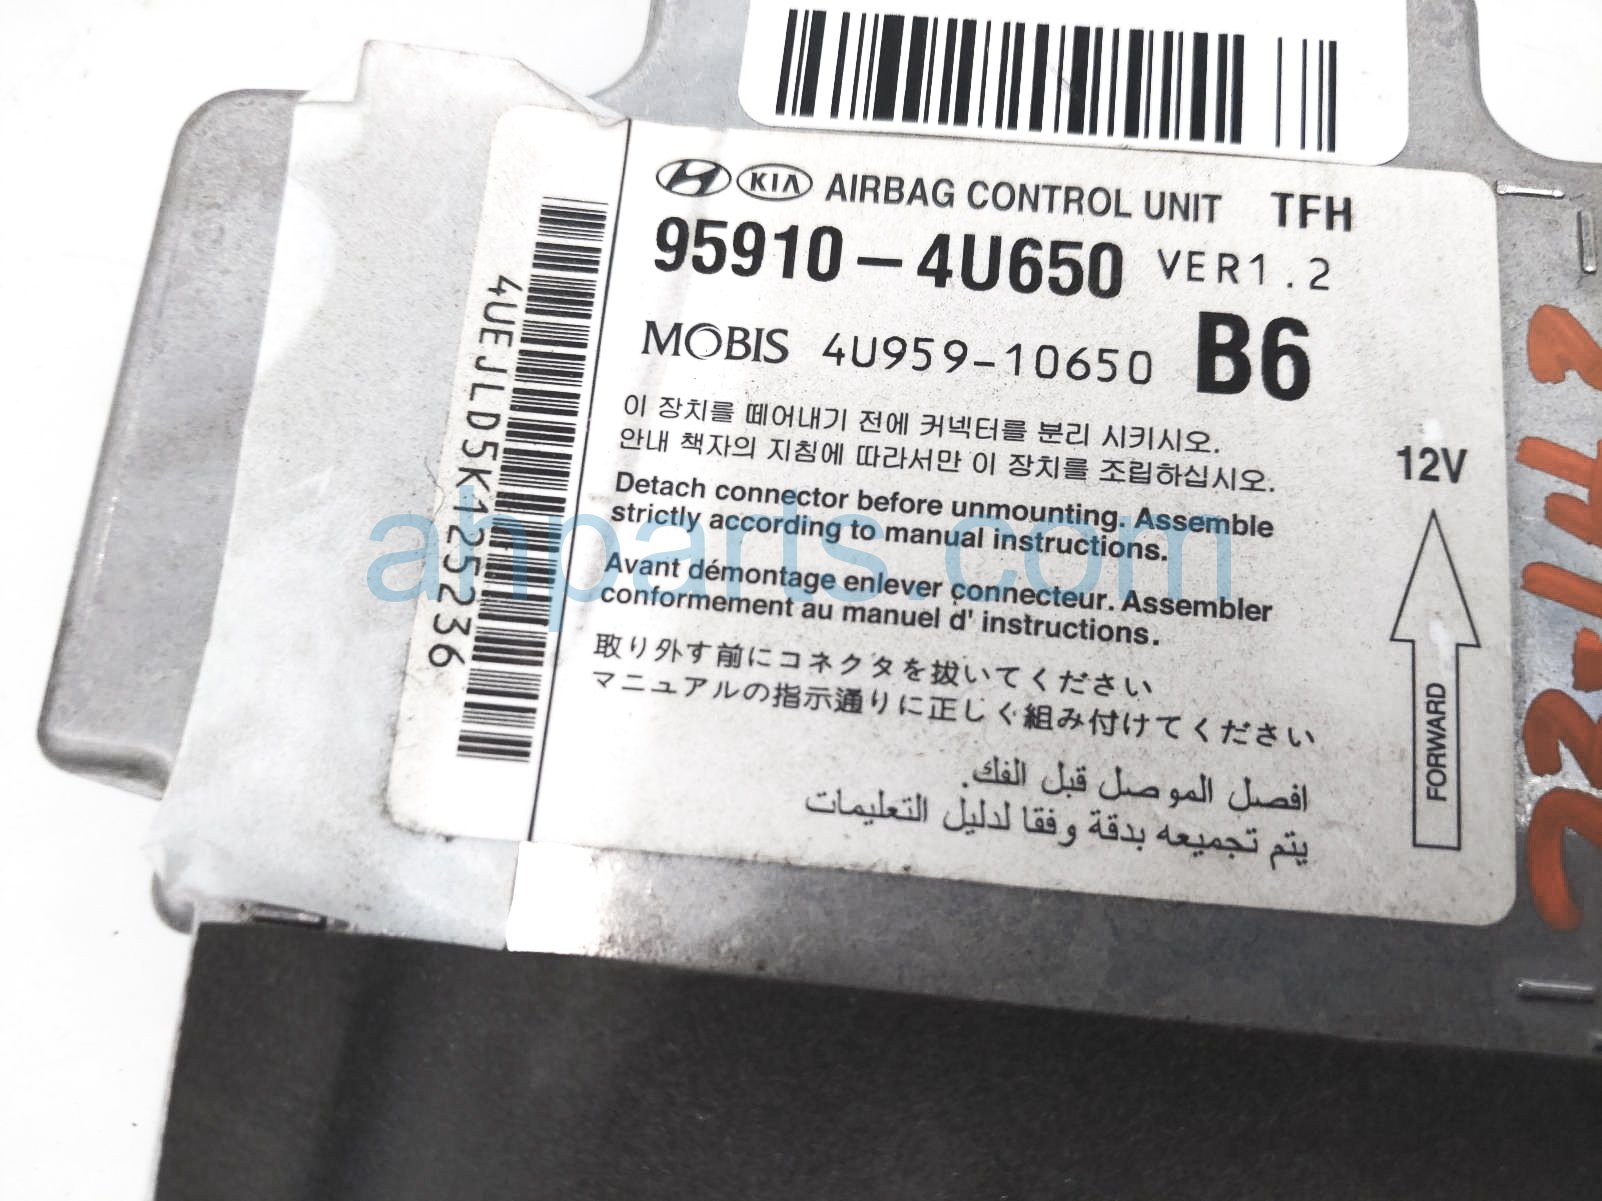 KIA AIRBAG CONTROL UNIT TFH
95910-4U650 VER1.2
MOBIS 4U959-10650 B6
이 장치를 떼어내기 전에 커넥터를 분리 시키시오.
안내 책자의 지침에 따라서만 이 장치를 조립하십시오.
Detach connector before unmounting. Assemble
strictly according to manual instructions.
Avant démontage enlever connecteur. Assembler
conformement au manuel d' instructions.
取り外す前にコネクタを抜いてください
マニュアルの指示通りに正しく組み付けてください
افصل الموصل قبل الفك.
يتم تجميعه بدقة وفقا لدليل التعليمات
12V
FORWARD
4UEJLD5K125236
ahparts.com